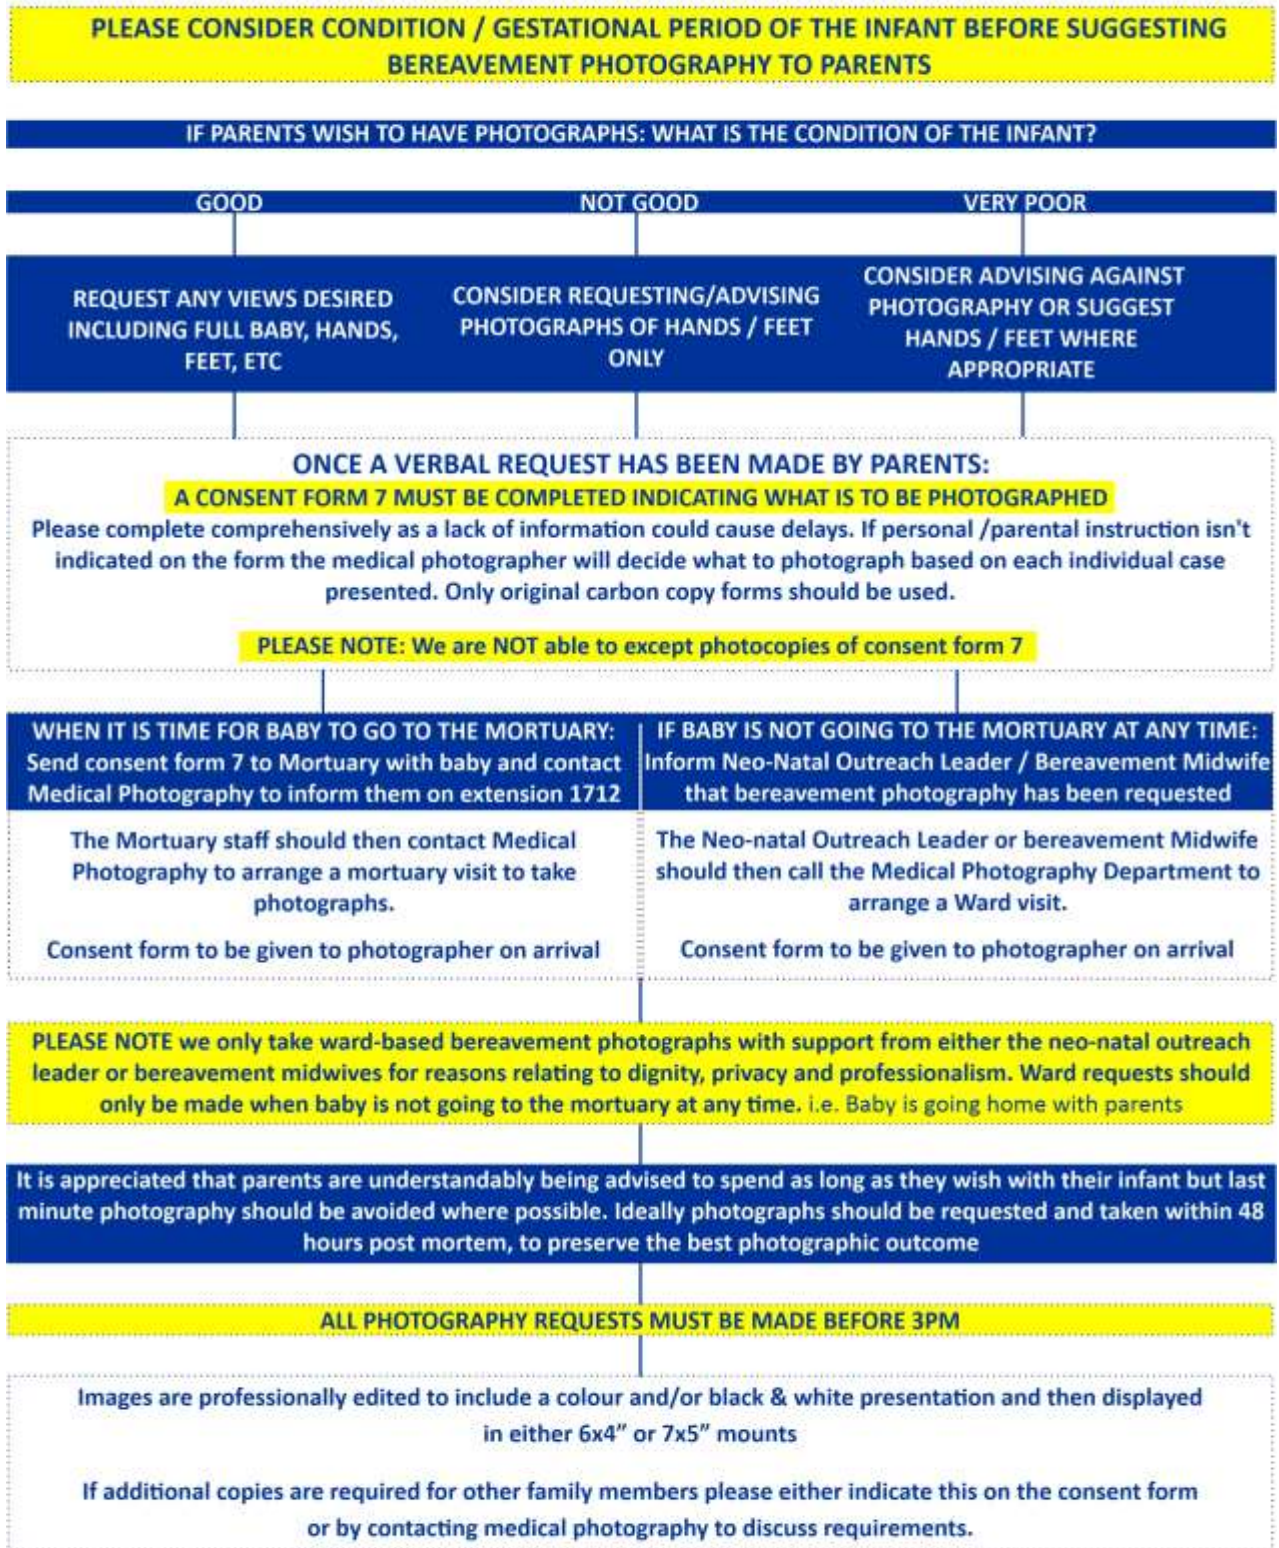 PLEASE CONSIDER CONDITION / GESTATIONAL PERIOD OF THE INFANT BEFORE SUGGESTING
BEREAVEMENT PHOTOGRAPHY TO PARENTS
IF PARENTS WISH TO HAVE PHOTOGRAPHS: WHAT IS THE CONDITION OF THE INFANT?
GOOD
NOT GOOD
VERY POOR
REQUEST ANY VIEWS DESIRED
INCLUDING FULL BABY, HANDS,
FEET, ETC
CONSIDER REQUESTING/ADVISING
PHOTOGRAPHS OF HANDS / FEET
ONLY
CONSIDER ADVISING AGAINST
PHOTOGRAPHY OR SUGGEST
HANDS / FEET WHERE
APPROPRIATE
ONCE A VERBAL REQUEST HAS BEEN MADE BY PARENTS:
A CONSENT FORM 7 MUST BE COMPLETED INDICATING WHAT IS TO BE PHOTOGRAPHED
Please complete comprehensively as a lack of information could cause delays. If personal /parental instruction isn't
indicated on the form the medical photographer will decide what to photograph based on each individual case
presented. Only original carbon copy forms should be used.
PLEASE NOTE: We are NOT able to except photocopies of consent form 7
WHEN IT IS TIME FOR BABY TO GO TO THE MORTUARY:
Send consent form 7 to Mortuary with baby and contact
Medical Photography to inform them on extension 1712
The Mortuary staff should then contact Medical
Photography to arrange a mortuary visit to take
photographs.
Consent form to be given to photographer on arrival
IF BABY IS NOT GOING TO THE MORTUARY AT ANY TIME:
Inform Neo-Natal Outreach Leader / Bereavement Midwife
that bereavement photography has been requested
The Neo-natal Outreach Leader or bereavement Midwife
should then call the Medical Photography Department to
arrange a Ward visit.
Consent form to be given to photographer on arrival
PLEASE NOTE we only take ward-based bereavement photographs with support from either the neo-natal outreach
leader or bereavement midwives for reasons relating to dignity, privacy and professionalism. Ward requests should
only be made when baby is not going to the mortuary at any time. i.e. Baby is going home with parents
It is appreciated that parents are understandably being advised to spend as long as they wish with their infant but last
minute photography should be avoided where possible. Ideally photographs should be requested and taken within 48
hours post mortem, to preserve the best photographic outcome
ALL PHOTOGRAPHY REQUESTS MUST BE MADE BEFORE 3PM
Images are professionally edited to include a colour and/or black & white presentation and then displayed
in either 6x4” or 7x5” mounts
If additional copies are required for other family members please either indicate this on the consent form
or by contacting medical photography to discuss requirements.